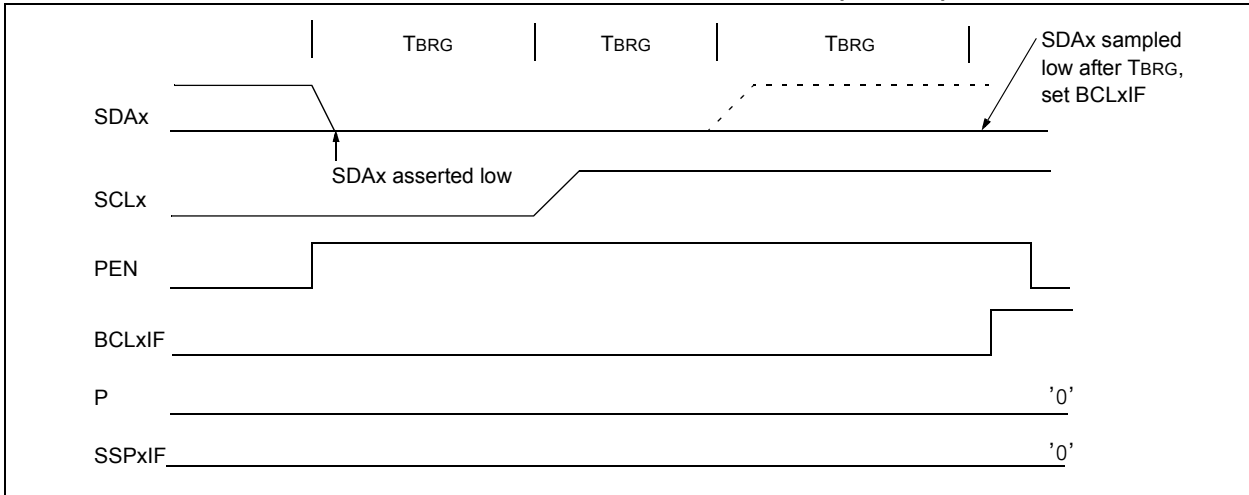 TBRG
TBRG
TBRG
SDAx sampled
low after TBRG,
set BCLxIF
SDAx
SDAx asserted low
SCLx
PEN
BCLxIF
P
'0'
SSPxIF
'0'